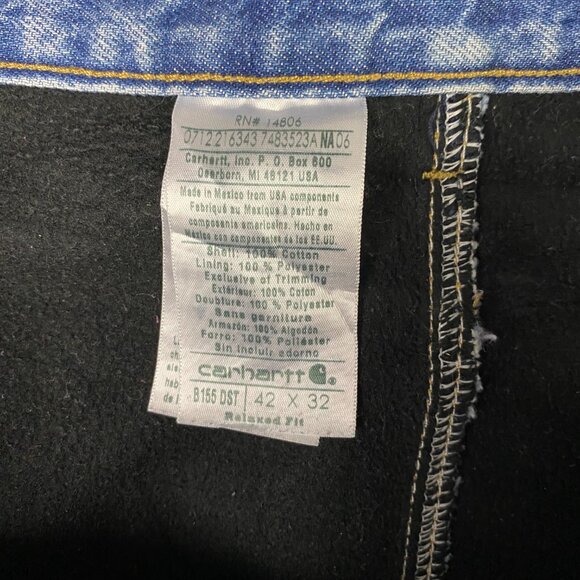 RN# 14806
0712.216343.7483523A NA06
Carhartt, Inc. P. O. Box 600
Dearborn, MI 48121 USA
Made in Mexico from USA components
Fabriqué au Mexique à partir de
composants américains. Hecho en
México con componentes de los EE.UU.
Shell: 100% Cotton
Lining: 100 % Polyester
Exclusive of Trimming
Extérieur: 100% Coton
Doublure: 100 % Polyester
Sans garniture
Armazón: 100% Algodón
Forro: 100% Poliéster
Sin incluir adorno
carhartt
B155 DST 42 X 32
Relaxed Fit